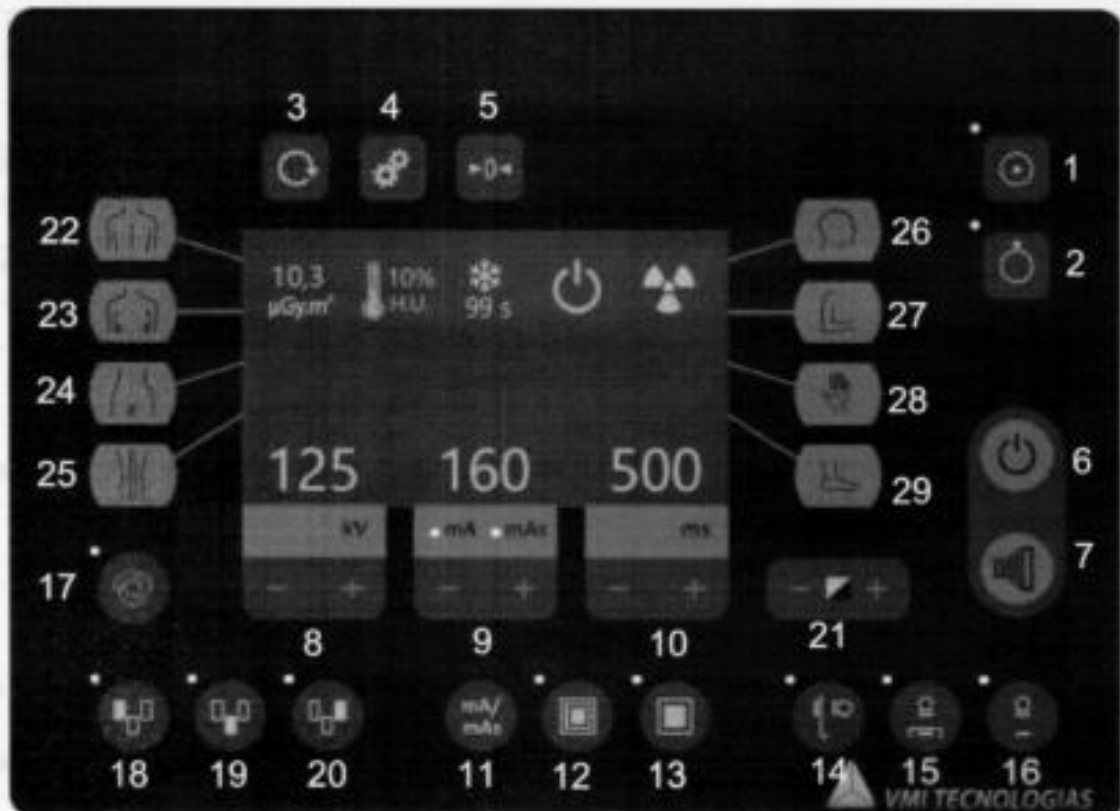 3 4 5
1
22 26
10,3 10%
µGy.m² H.U. 99 s
2
23 27
24 28
25 29
125 160 500
6
kV mA mAs ms
7
17 - + - + - + - +
8 9 10 21
mA/
mAs
18 19 20 11 12 13 14 15 16
VMI TECNOLOGIAS